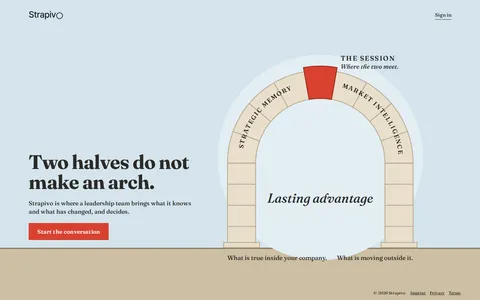 Strapivo
Sign in
THE SESSION
Where the two meet.
STRATEGIC MEMORY
MARKET INTELLIGENCE
Two halves do not
make an arch.
Strapivo is where a leadership team brings what it knows
and what has changed, and decides.
Start the conversation
Lasting advantage
What is true inside your company.
What is moving outside it.
© 2026 Strapivo
Imprint
Privacy
Terms